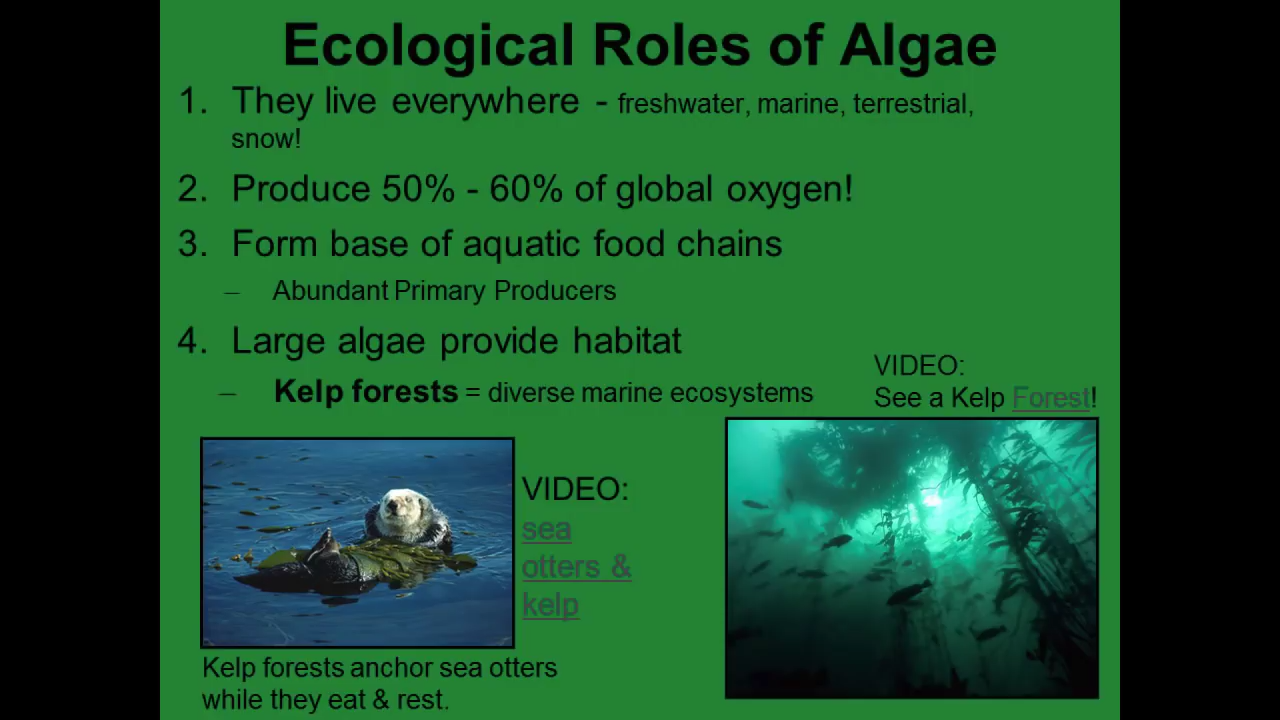 Ecological Roles of Algae
1. They live everywhere - freshwater, marine, terrestrial,
snow!
2. Produce 50% - 60% of global oxygen!
3. Form base of aquatic food chains
– Abundant Primary Producers
4. Large algae provide habitat
– Kelp forests = diverse marine ecosystems
VIDEO:
See a Kelp Forest!
VIDEO:
sea
otters &
kelp
Kelp forests anchor sea otters
while they eat & rest.